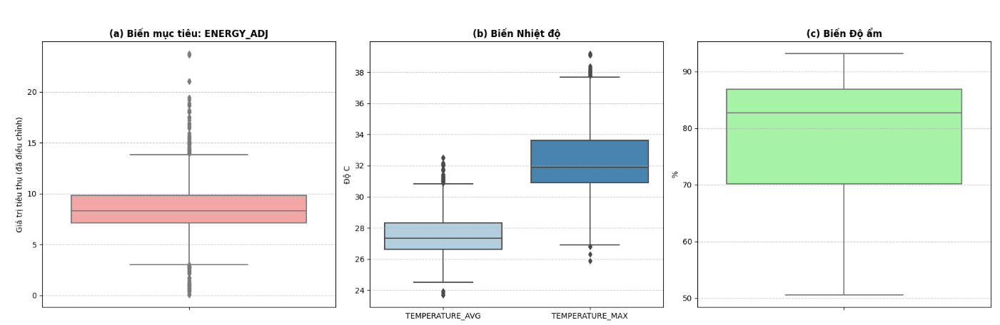 (a) Biến mục tiêu: ENERGY_ADJ
Giá trị tiêu thụ (đã điều chỉnh)
20
15
10
5
0
(b) Biến Nhiệt độ
Độ C
38
36
34
32
30
28
26
24
TEMPERATURE_AVG
TEMPERATURE_MAX
(c) Biến Độ ẩm
%
90
80
70
60
50